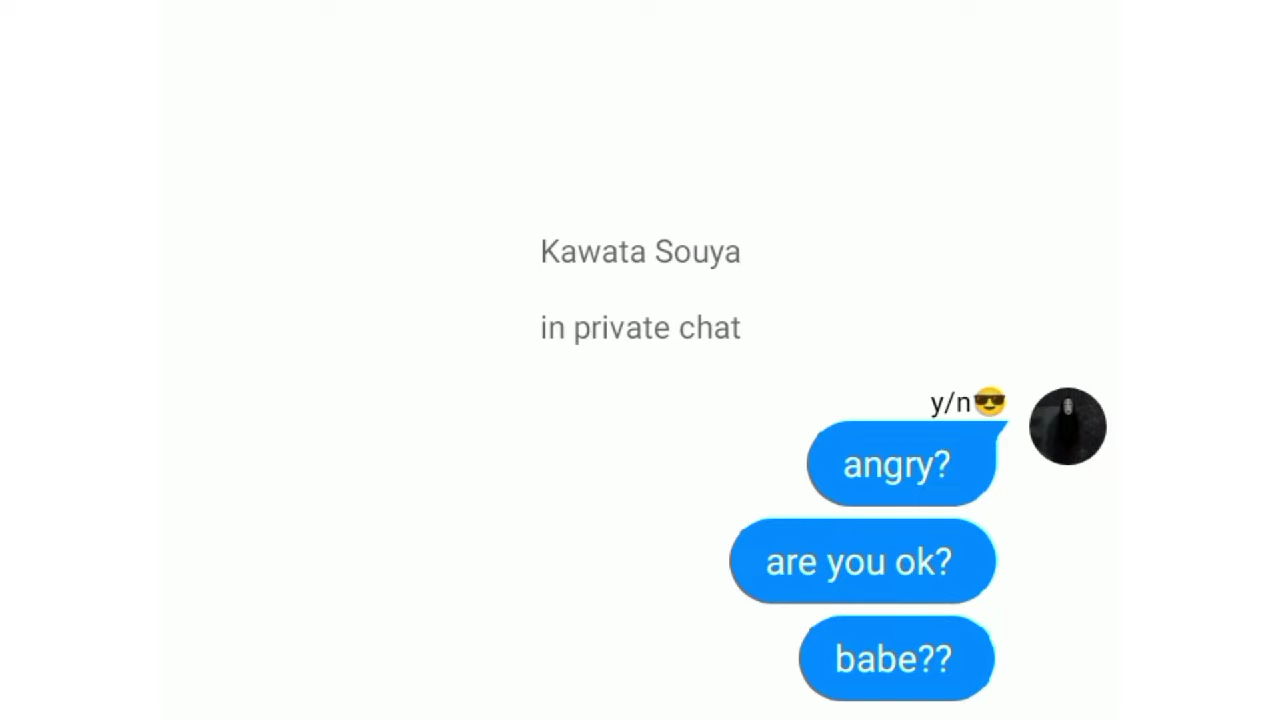 Kawata Souya
in private chat
y/n😎
angry?
are you ok?
babe??